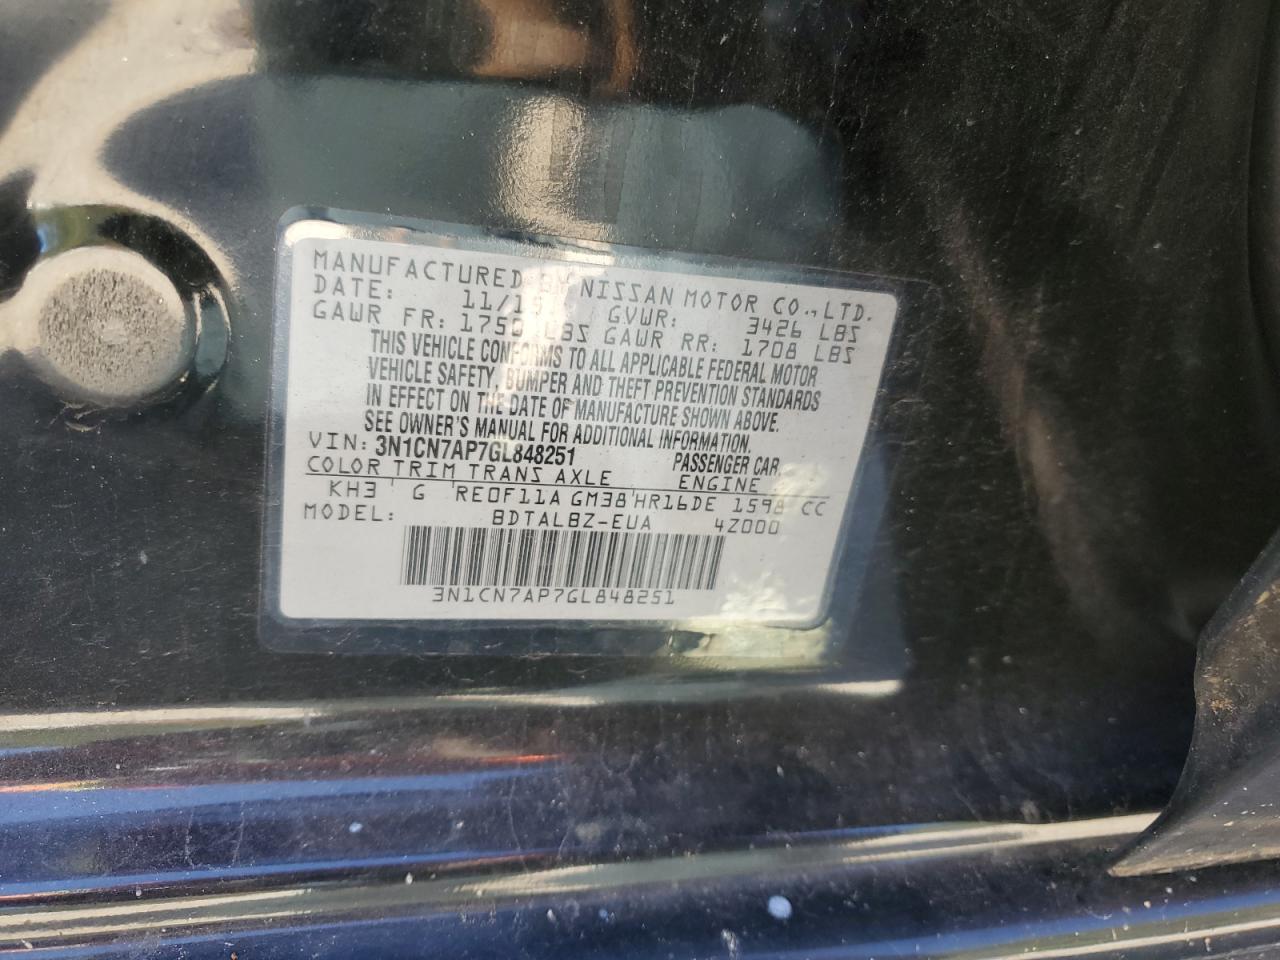 MANUFACTURED BY NISSAN MOTOR CO., LTD.
DATE: 11/15 GVWR: 3426 LBS
GAWR FR: 1750 LBS GAWR RR: 1708 LBS
THIS VEHICLE CONFORMS TO ALL APPLICABLE FEDERAL MOTOR
VEHICLE SAFETY, BUMPER AND THEFT PREVENTION STANDARDS
IN EFFECT ON THE DATE OF MANUFACTURE SHOWN ABOVE.
SEE OWNER'S MANUAL FOR ADDITIONAL INFORMATION.
VIN: 3N1CN7AP7GL848251 PASSENGER CAR
COLOR TRIM TRANS AXLE ENGINE
KH3 G RE0F11A GM38 HR16DE 1598 CC
MODEL: BDTALBZ-EUA 4Z000
3N1CN7AP7GL848251